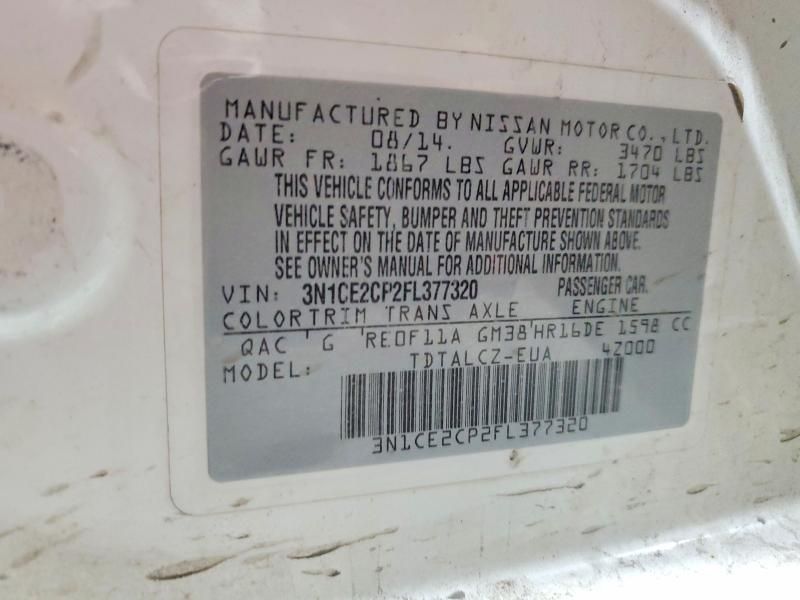 MANUFACTURED BY NISSAN MOTOR CO., LTD.
DATE: 08/14. GVWR: 3470 LBS
GAWR FR: 1867 LBS GAWR RR: 1704 LBS
THIS VEHICLE CONFORMS TO ALL APPLICABLE FEDERAL MOTOR
VEHICLE SAFETY, BUMPER AND THEFT PREVENTION STANDARDS
IN EFFECT ON THE DATE OF MANUFACTURE SHOWN ABOVE.
SEE OWNER'S MANUAL FOR ADDITIONAL INFORMATION.
VIN: 3N1CE2CP2FL377320 PASSENGER CAR.
COLORTRIM TRANS AXLE ENGINE
QAC G RE0F11A GM38 HR16DE 1598 CC
MODEL: TDTALCZ-EUA 4Z000
3N1CE2CP2FL377320